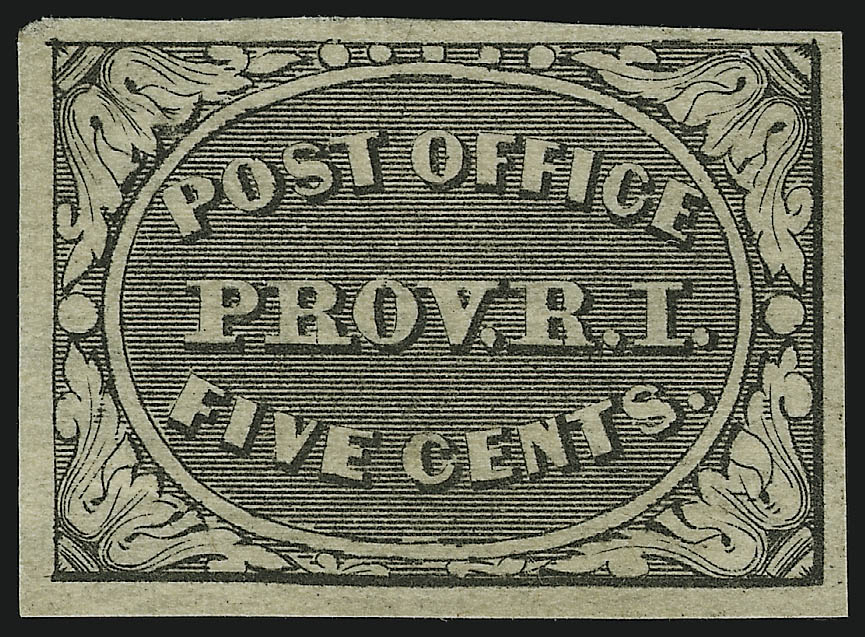 POST OFFICE
PROV. R. I.
FIVE CENTS.